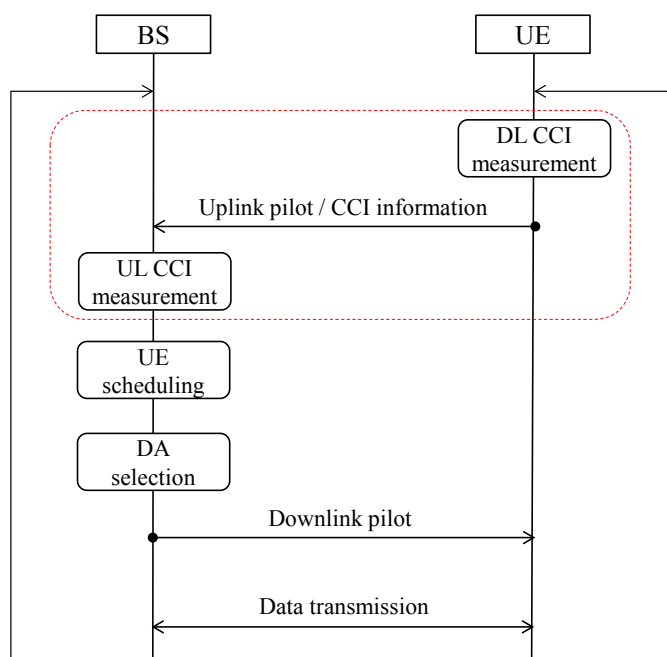 BS
UE
DL CCI
measurement
Uplink pilot / CCI information
UL CCI
measurement
UE
scheduling
DA
selection
Downlink pilot
Data transmission